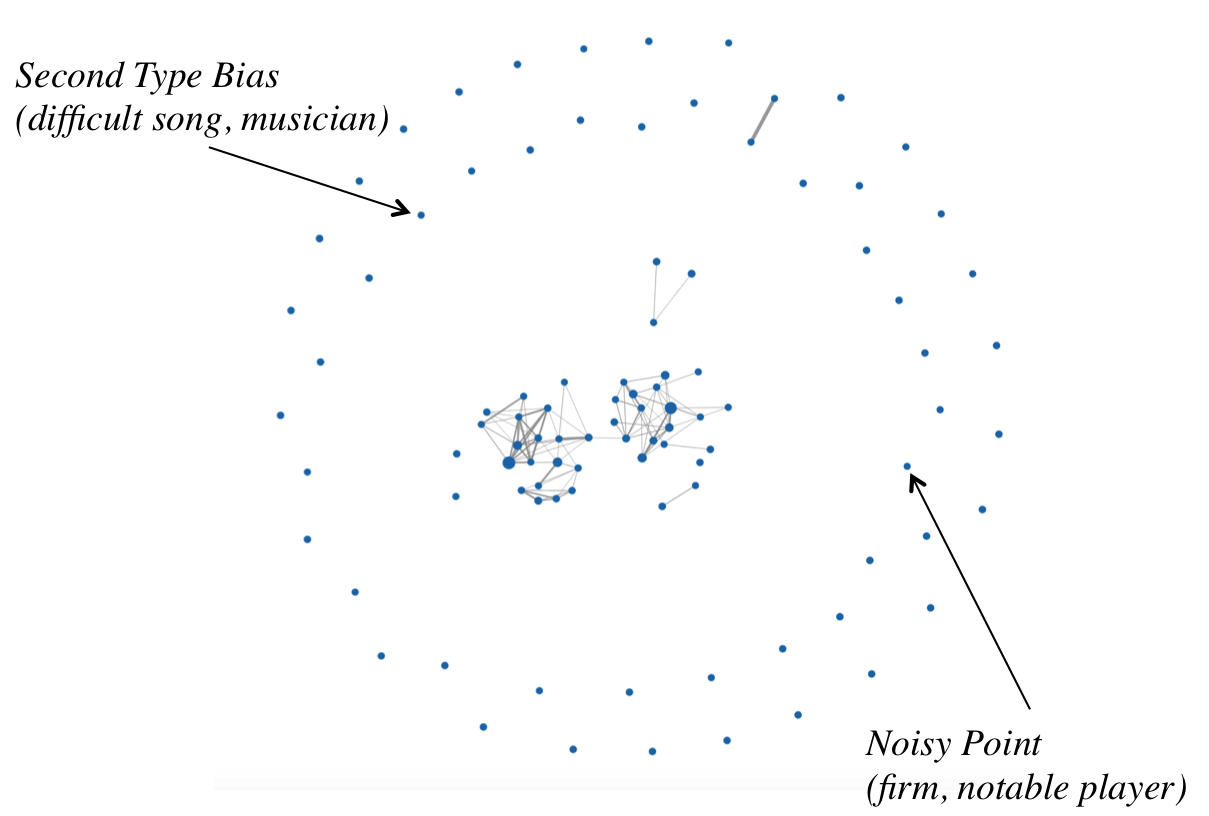 Second Type Bias
(difficult song, musician)
Noisy Point
(firm, notable player)